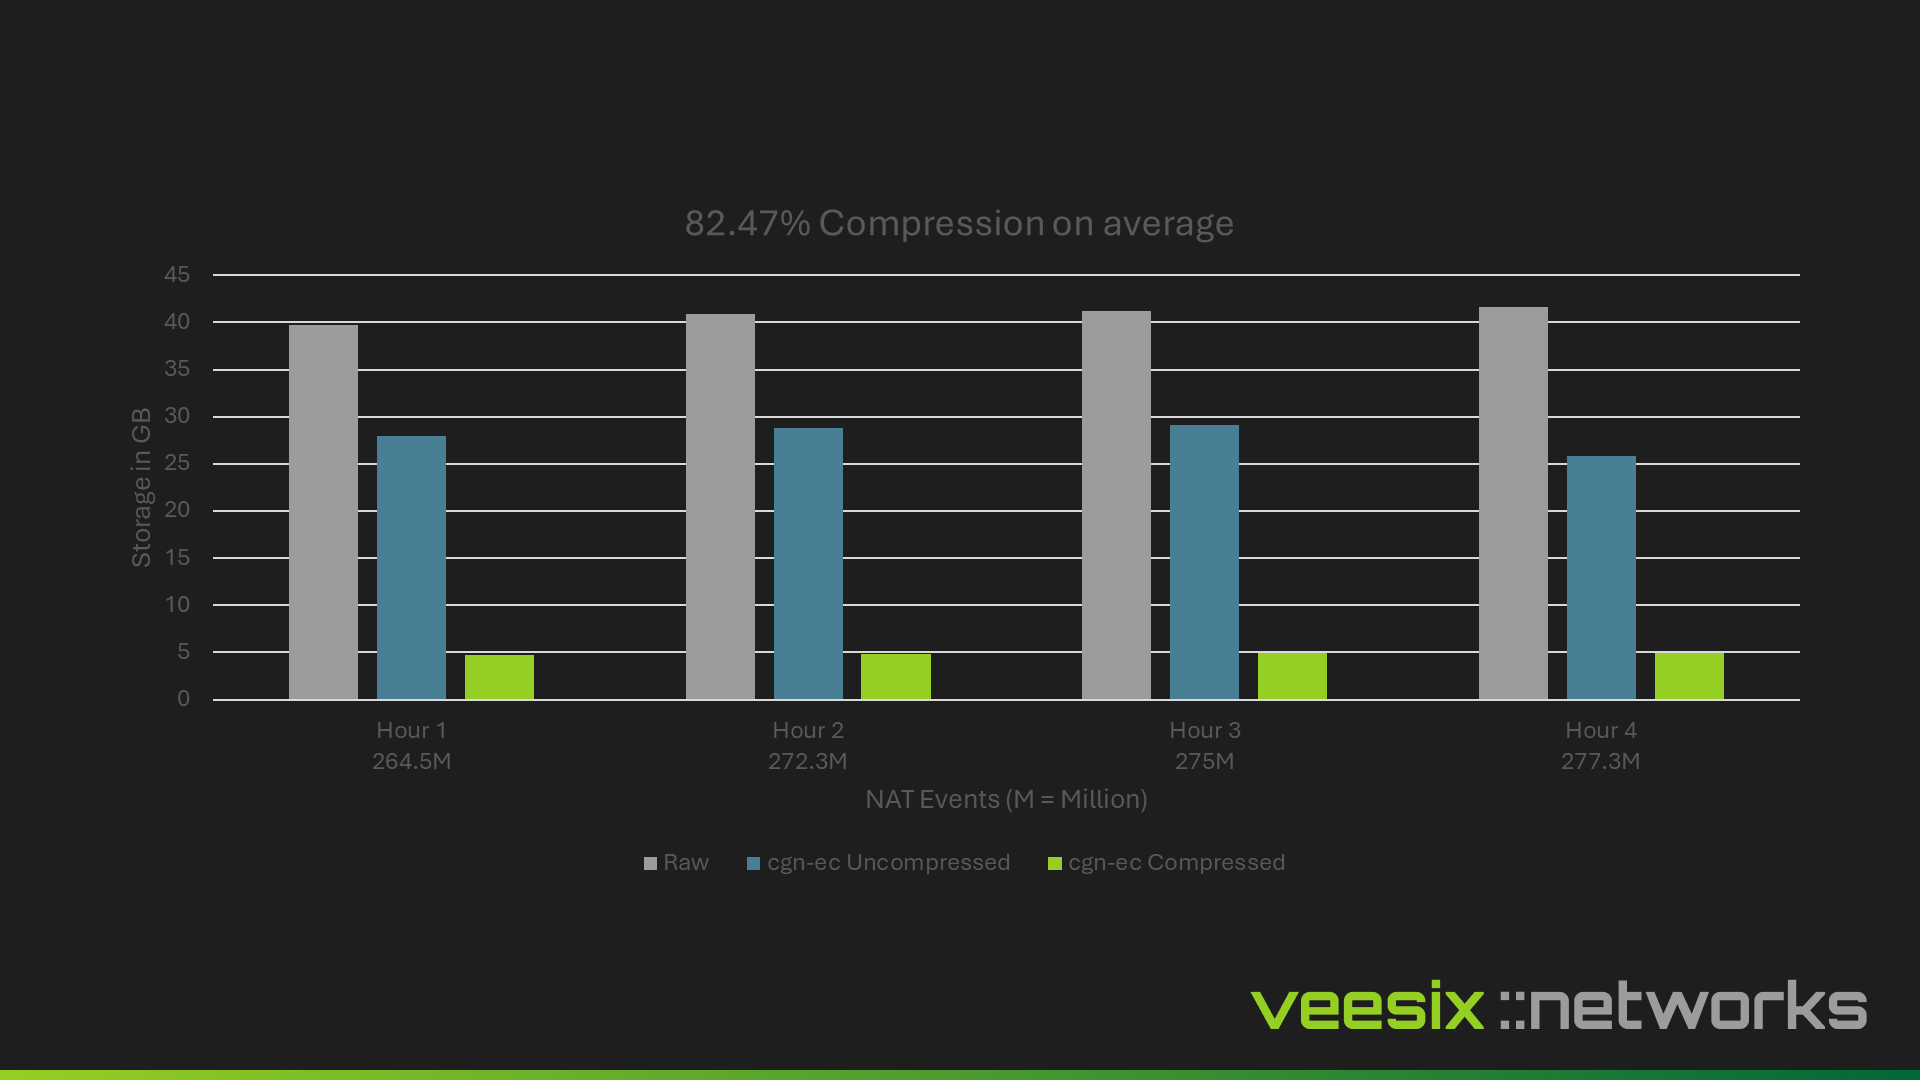 82.47% Compression on average
45
40
35
30
25
20
15
10
5
0
Storage in GB
Hour 1
264.5M
Hour 2
272.3M
Hour 3
275M
Hour 4
277.3M
NAT Events (M = Million)
Raw
cgn-ec Uncompressed
cgn-ec Compressed
veesix ::networks